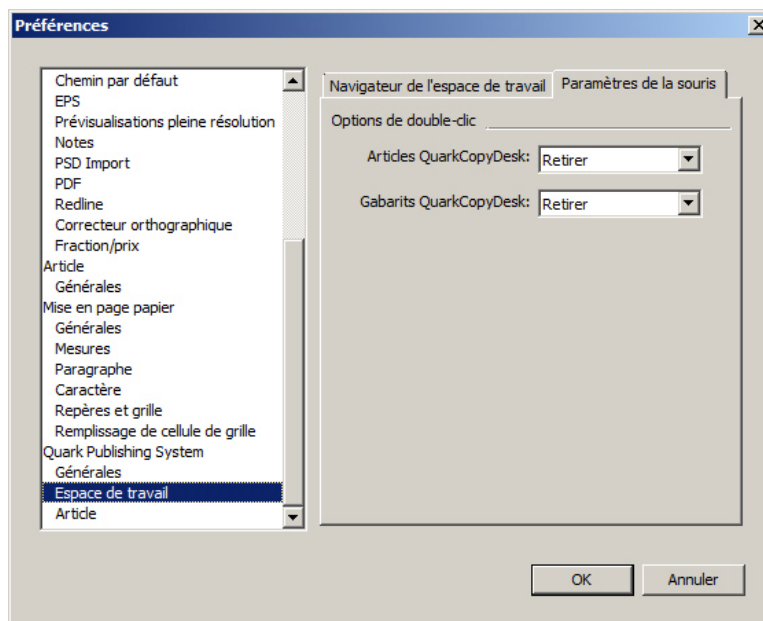 Préférences
Chemin par défaut
EPS
Prévisualisations pleine résolution
Notes
PSD Import
PDF
Redline
Correcteur orthographique
Fraction/prix
Article
Générales
Mise en page papier
Générales
Mesures
Paragraphe
Caractère
Repères et grille
Remplissage de cellule de grille
Quark Publishing System
Générales
Espace de travail
Article
Navigateur de l'espace de travail
Paramètres de la souris
Options de double-clic
Articles QuarkCopyDesk: Retirer
Gabarits QuarkCopyDesk: Retirer
OK
Annuler